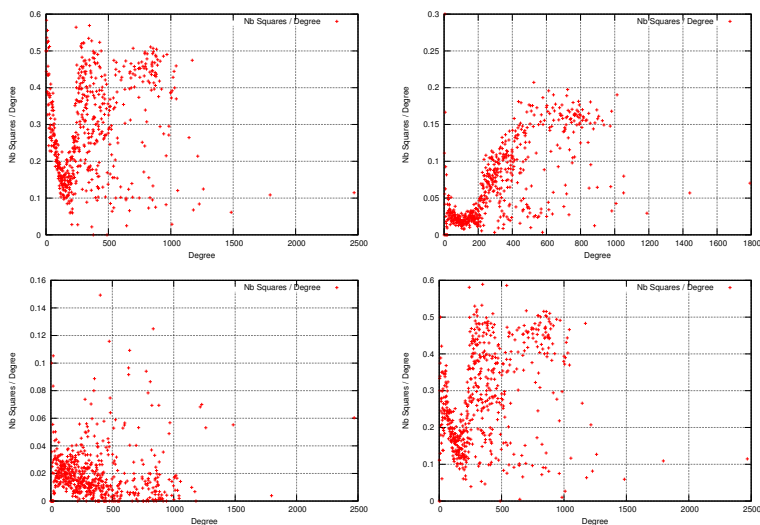 Nb Squares / Degree
0.6
0.5
0.4
0.3
0.2
0.1
0
Nb Squares / Degree
0 500 1000 1500 2000 2500
Degree
Nb Squares / Degree
0.3
0.25
0.2
0.15
0.1
0.05
0
Nb Squares / Degree
0 200 400 600 800 1000 1200 1400 1600 1800
Degree
Nb Squares / Degree
0.16
0.14
0.12
0.1
0.08
0.06
0.04
0.02
0
Nb Squares / Degree
0 500 1000 1500 2000 2500
Degree
Nb Squares / Degree
0.6
0.5
0.4
0.3
0.2
0.1
0
Nb Squares / Degree
0 500 1000 1500 2000 2500
Degree